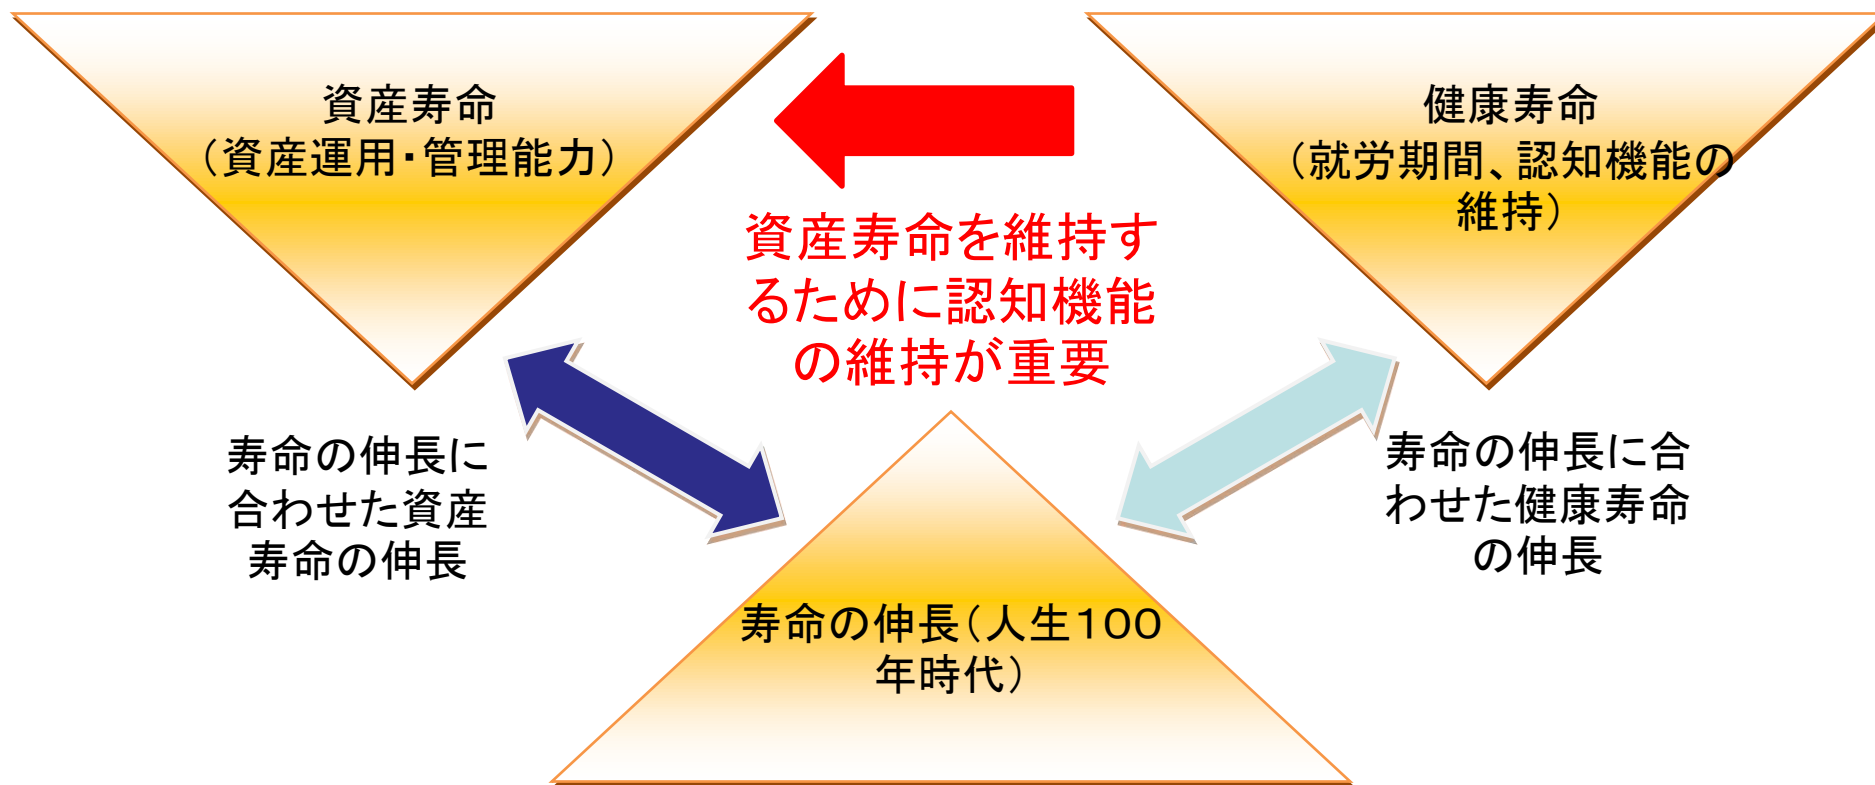 資産寿命
（資産運用・管理能力）
健康寿命
（就労期間、認知機能の
維持）
資産寿命を維持す
るために認知機能
の維持が重要
寿命の伸長に
合わせた資産
寿命の伸長
寿命の伸長に合
わせた健康寿命
の伸長
寿命の伸長（人生１００
年時代）